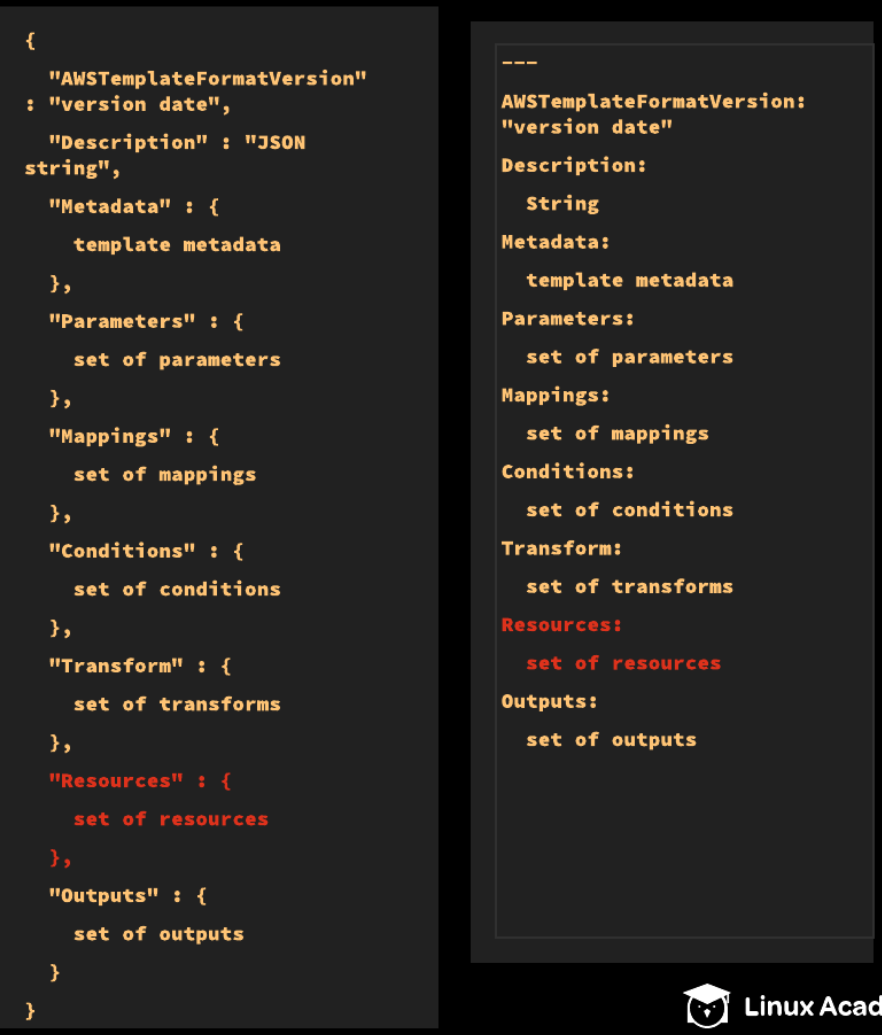 {
"AWSTemplateFormatVersion"
: "version date",
"Description" : "JSON
string",
"Metadata" : {
template metadata
},
"Parameters" : {
set of parameters
},
"Mappings" : {
set of mappings
},
"Conditions" : {
set of conditions
},
"Transform" : {
set of transforms
},
"Resources" : {
set of resources
},
"Outputs" : {
set of outputs
}
}
---
AWSTemplateFormatVersion:
"version date"
Description:
String
Metadata:
template metadata
Parameters:
set of parameters
Mappings:
set of mappings
Conditions:
set of conditions
Transform:
set of transforms
Resources:
set of resources
Outputs:
set of outputs
Linux Acad